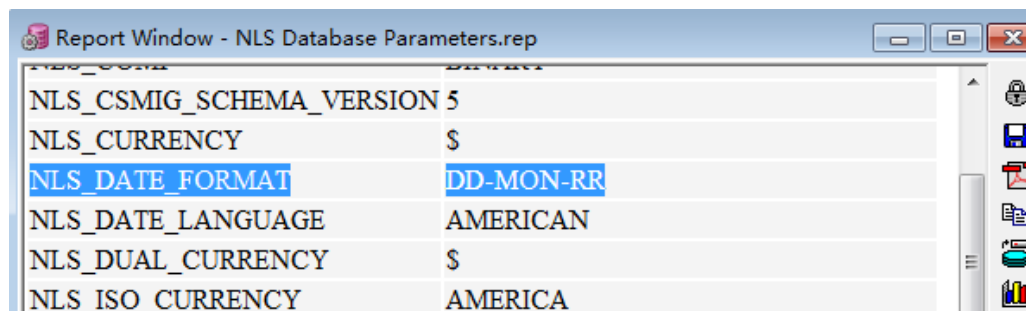 Report Window - NLS Database Parameters.rep
NLS_CSMIG_SCHEMA_VERSION 5
NLS_CURRENCY $
NLS_DATE_FORMAT DD-MON-RR
NLS_DATE_LANGUAGE AMERICAN
NLS_DUAL_CURRENCY $
NLS_ISO_CURRENCY AMERICA